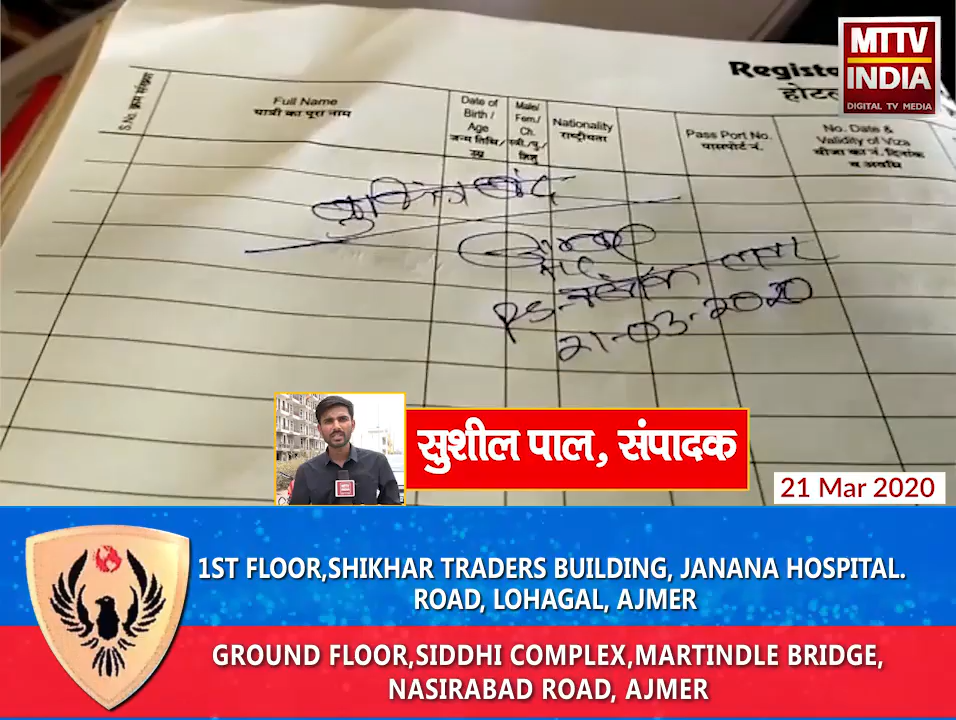 MTTV
INDIA
DIGITAL TV MEDIA
Registe
होटल
S.No. क्रम संख्या
Full Name
यात्री का पूरा नाम
Date of
Birth /
Age
जन्म तिथि/
उम्र
Male/
Fem./
Ch.
स्त्री./पु./
शिशु
Nationality
राष्ट्रीयता
Pass Port No.
पासपोर्ट नं.
No. Date &
Validity of Viza
वीजा का नं. दिनांक
व अवधि
21-03-2020
सुशील पाल, संपादक
21 Mar 2020
1ST FLOOR,SHIKHAR TRADERS BUILDING, JANANA HOSPITAL.
ROAD, LOHAGAL, AJMER
GROUND FLOOR,SIDDHI COMPLEX,MARTINDLE BRIDGE,
NASIRABAD ROAD, AJMER